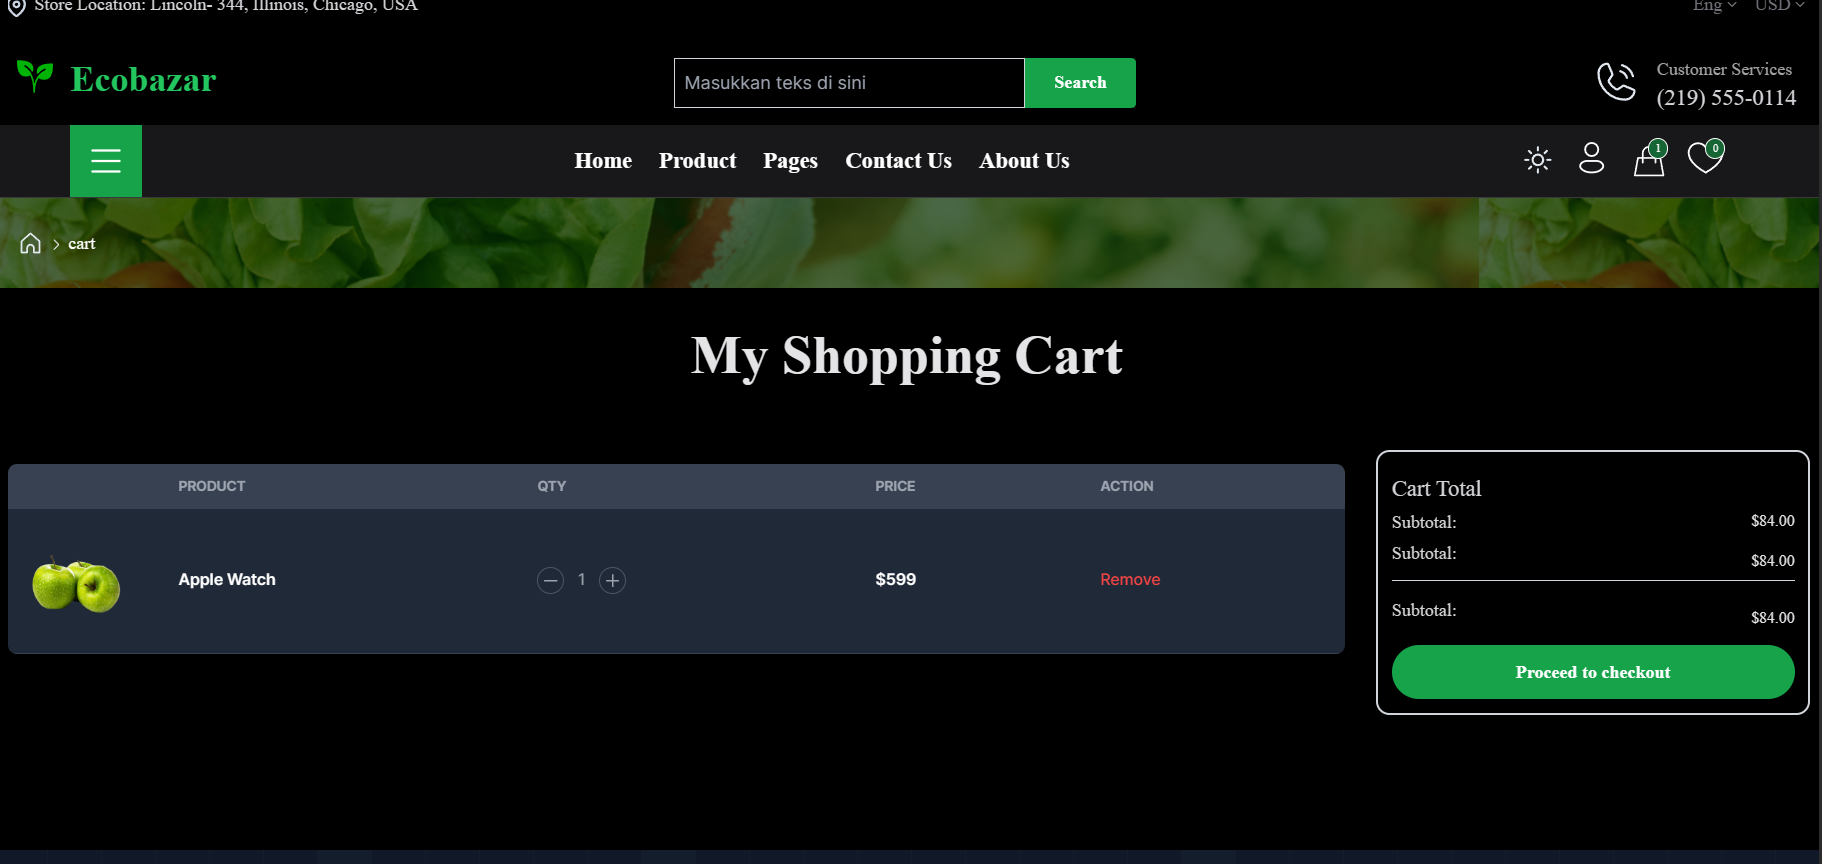 Store Location: Lincoln- 344, Illinois, Chicago, USA
Eng
USD
Ecobazar
Masukkan teks di sini
Search
Customer Services
(219) 555-0114
Home Product Pages Contact Us About Us
1
0
cart
My Shopping Cart
PRODUCT QTY PRICE ACTION
Apple Watch 1 $599 Remove
Cart Total
Subtotal: $84.00
Subtotal: $84.00
Subtotal: $84.00
Proceed to checkout